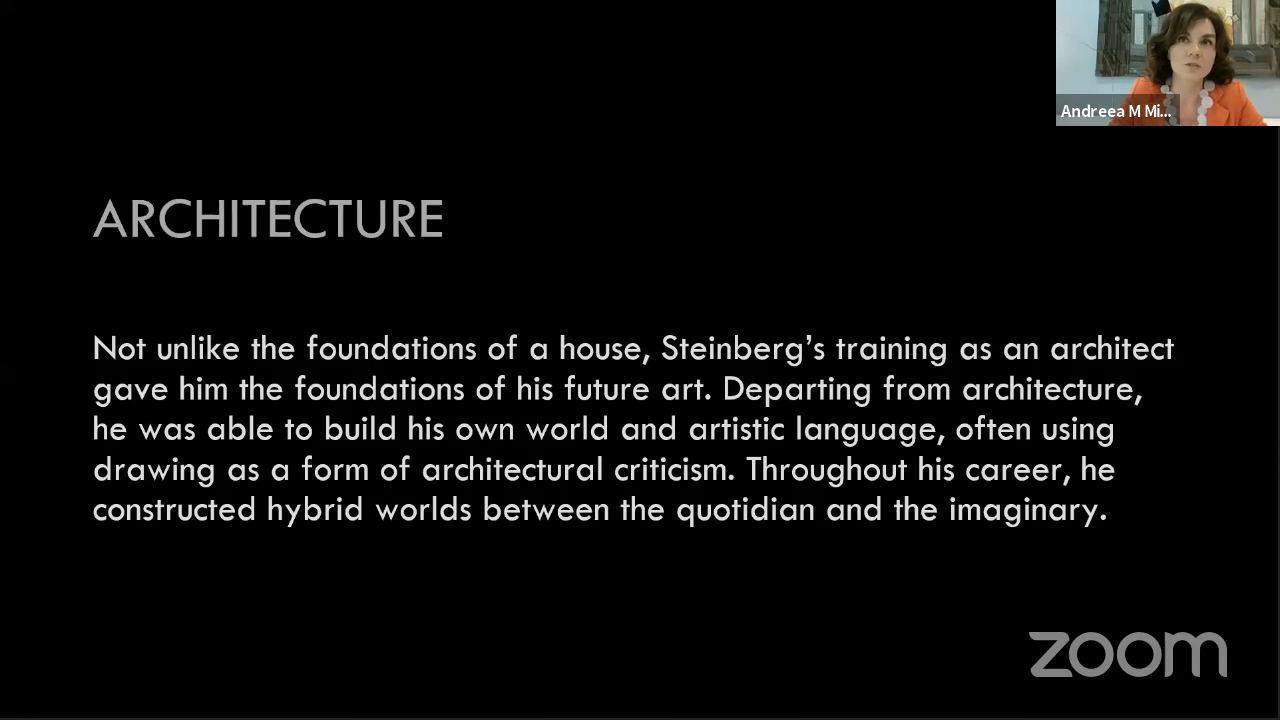 Andreea M Mi...
ARCHITECTURE
Not unlike the foundations of a house, Steinberg’s training as an architect
gave him the foundations of his future art. Departing from architecture,
he was able to build his own world and artistic language, often using
drawing as a form of architectural criticism. Throughout his career, he
constructed hybrid worlds between the quotidian and the imaginary.
zoom